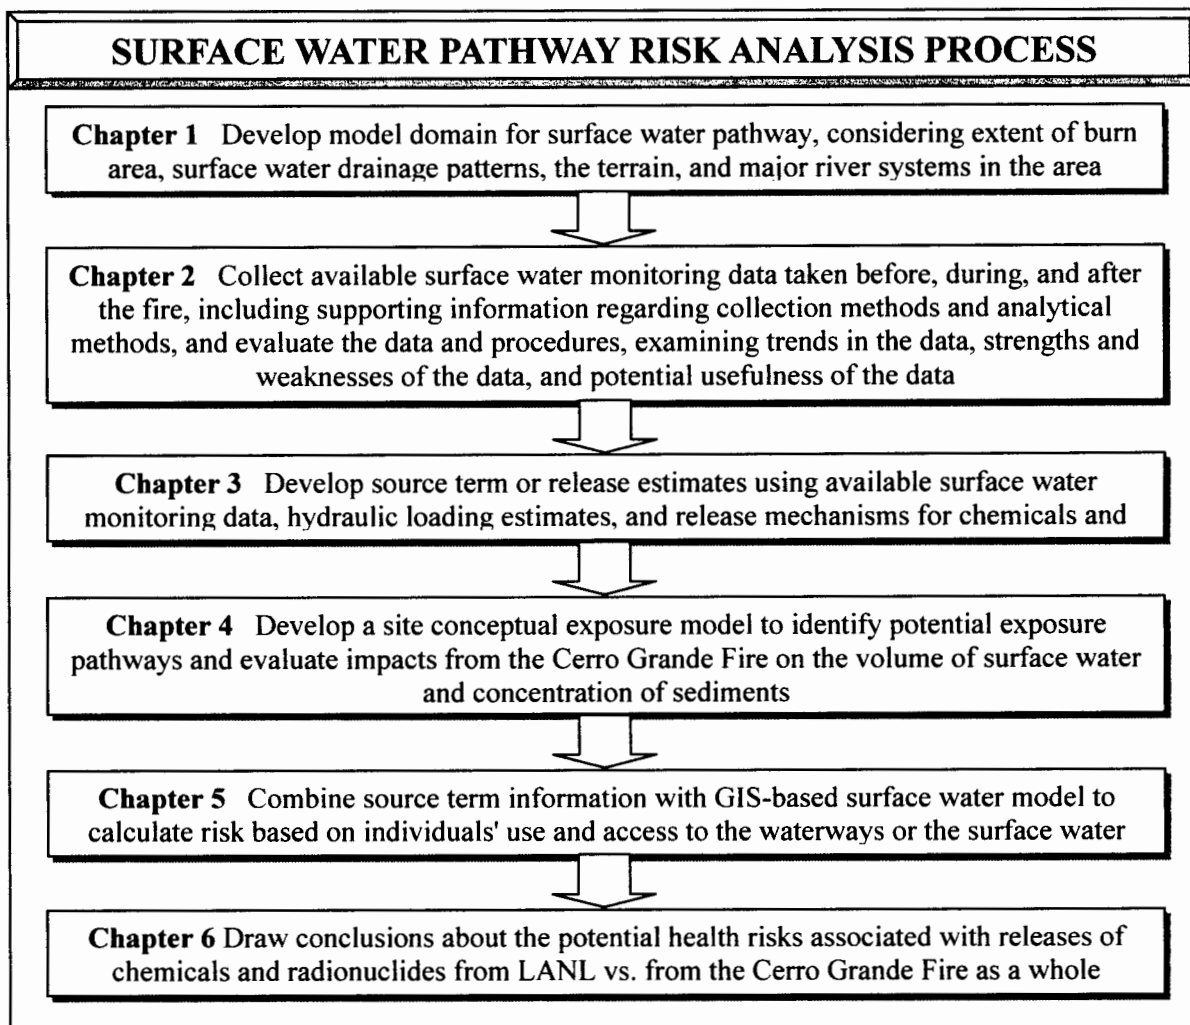 SURFACE WATER PATHWAY RISK ANALYSIS PROCESS
Chapter 1 Develop model domain for surface water pathway, considering extent of burn
area, surface water drainage patterns, the terrain, and major river systems in the area
Chapter 2 Collect available surface water monitoring data taken before, during, and after
the fire, including supporting information regarding collection methods and analytical
methods, and evaluate the data and procedures, examining trends in the data, strengths and
weaknesses of the data, and potential usefulness of the data
Chapter 3 Develop source term or release estimates using available surface water
monitoring data, hydraulic loading estimates, and release mechanisms for chemicals and
Chapter 4 Develop a site conceptual exposure model to identify potential exposure
pathways and evaluate impacts from the Cerro Grande Fire on the volume of surface water
and concentration of sediments
Chapter 5 Combine source term information with GIS-based surface water model to
calculate risk based on individuals' use and access to the waterways or the surface water
Chapter 6 Draw conclusions about the potential health risks associated with releases of
chemicals and radionuclides from LANL vs. from the Cerro Grande Fire as a whole